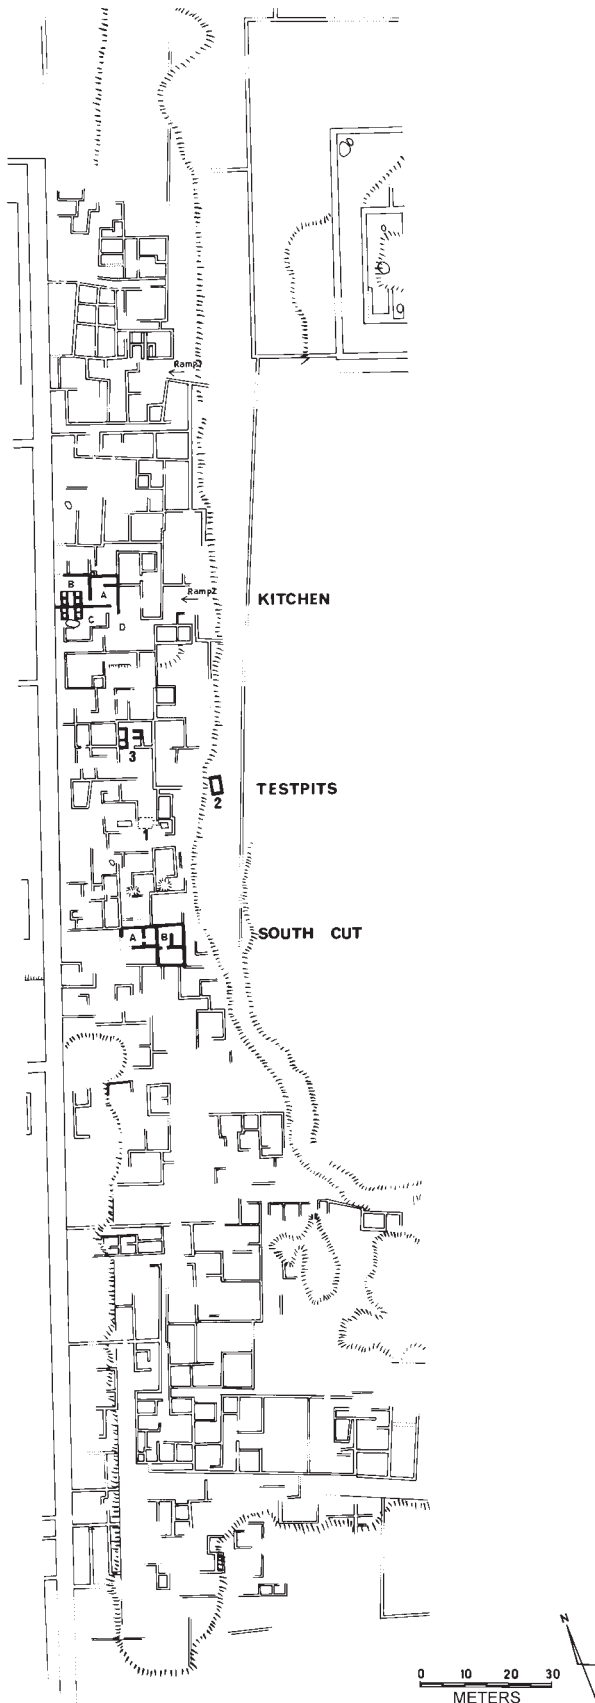 Ramp1
B
A
Ramp2
KITCHEN
C
D
3
TESTPITS
2
1
A
B
SOUTH CUT
N
0 10 20 30
METERS